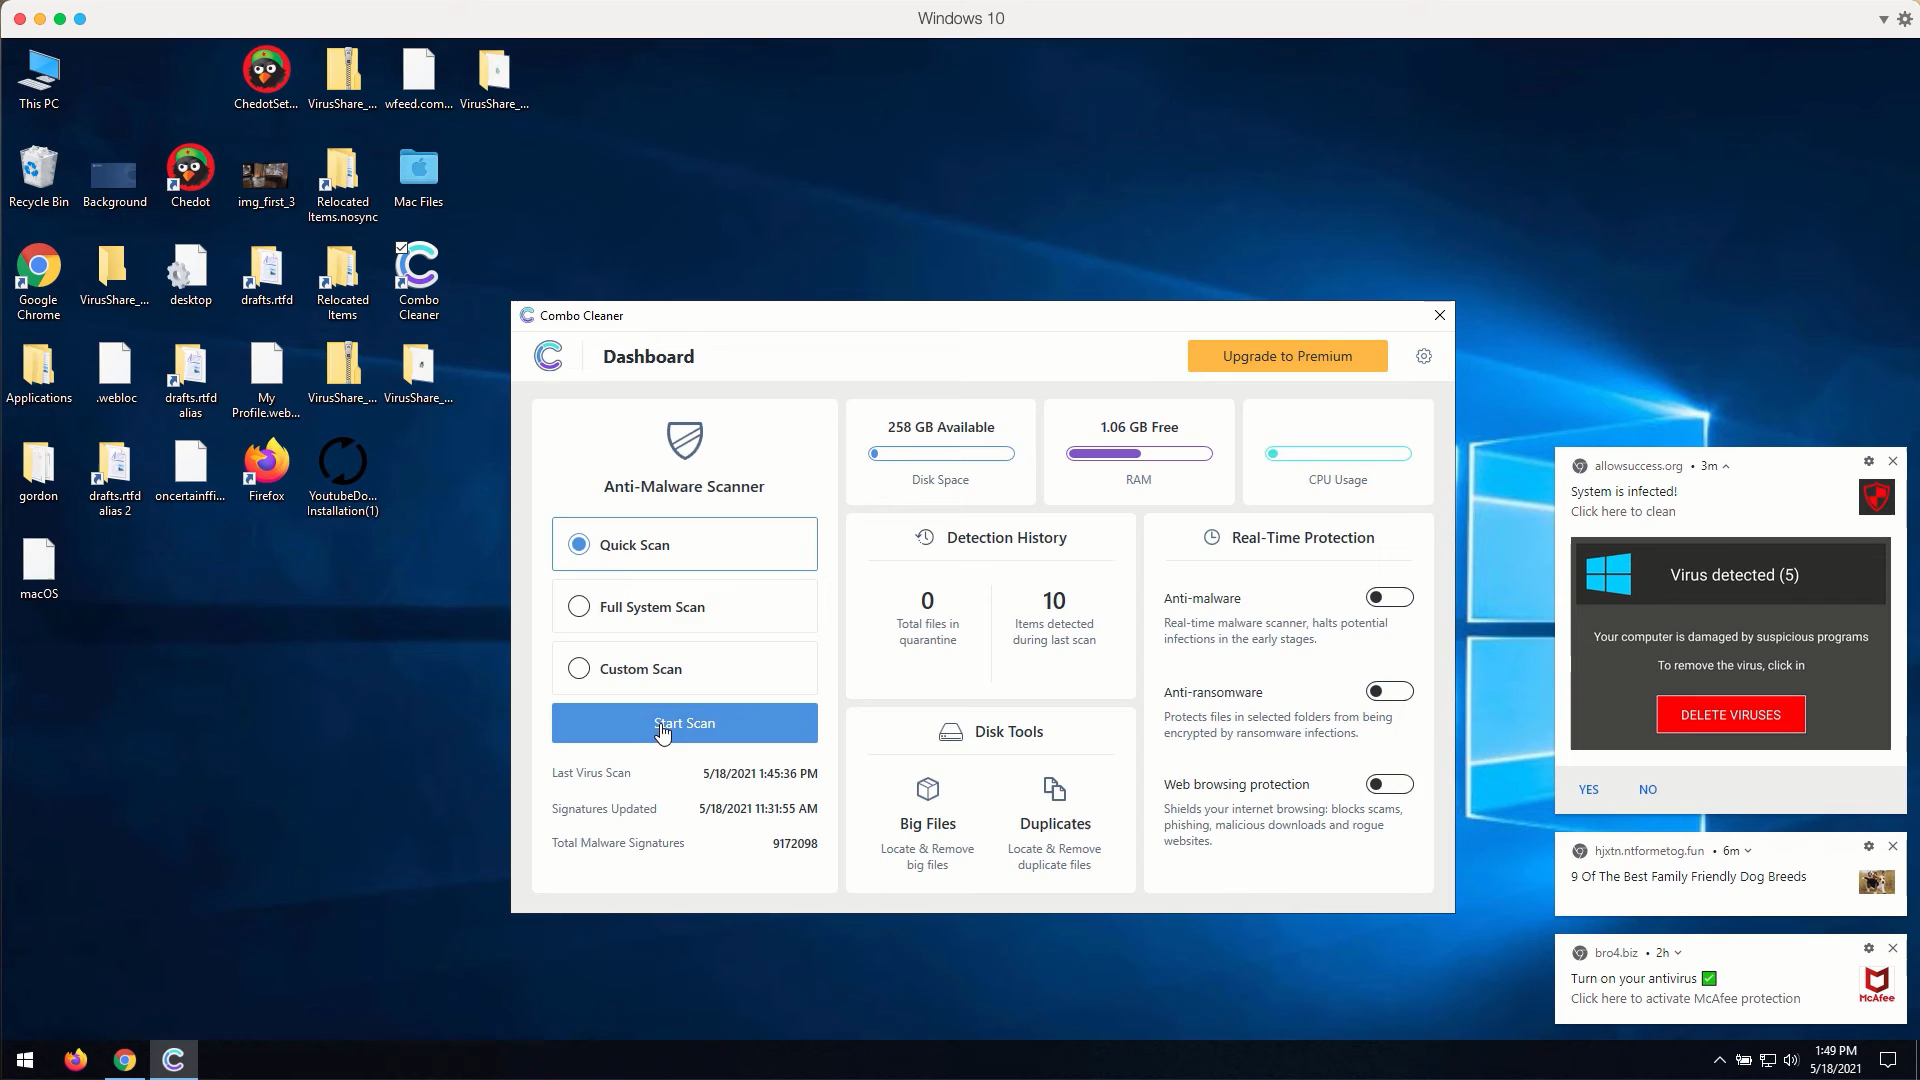 Windows 10
This PC
ChedotSet...
VirusShare_...
wfeed.com...
VirusShare_...
Recycle Bin
Background
Chedot
img_first_3
Relocated
Items.nosync
Mac Files
Google
Chrome
VirusShare_...
desktop
drafts.rtfd
Relocated
Items
Combo
Cleaner
Applications
.webloc
drafts.rtfd
alias
My
Profile.web...
VirusShare_...
VirusShare_...
gordon
drafts.rtfd
alias 2
oncertainffi...
Firefox
YoutubeDo...
Installation(1)
macOS
Combo Cleaner
Dashboard
Upgrade to Premium
Anti-Malware Scanner
Quick Scan
Full System Scan
Custom Scan
Start Scan
Last Virus Scan 5/18/2021 1:45:36 PM
Signatures Updated 5/18/2021 11:31:55 AM
Total Malware Signatures 9172098
258 GB Available
Disk Space
1.06 GB Free
RAM
CPU Usage
Detection History
0
Total files in
quarantine
10
Items detected
during last scan
Disk Tools
Big Files
Locate & Remove
big files
Duplicates
Locate & Remove
duplicate files
Real-Time Protection
Anti-malware
Real-time malware scanner, halts potential
infections in the early stages.
Anti-ransomware
Protects files in selected folders from being
encrypted by ransomware infections.
Web browsing protection
Shields your internet browsing: blocks scams,
phishing, malicious downloads and rogue
websites.
allowsuccess.org • 3m
System is infected!
Click here to clean
Virus detected (5)
Your computer is damaged by suspicious programs
To remove the virus, click in
DELETE VIRUSES
YES NO
hjxtn.ntformetog.fun • 6m
9 Of The Best Family Friendly Dog Breeds
bro4.biz • 2h
Turn on your antivirus ✅
Click here to activate McAfee protection
McAfee
1:49 PM
5/18/2021